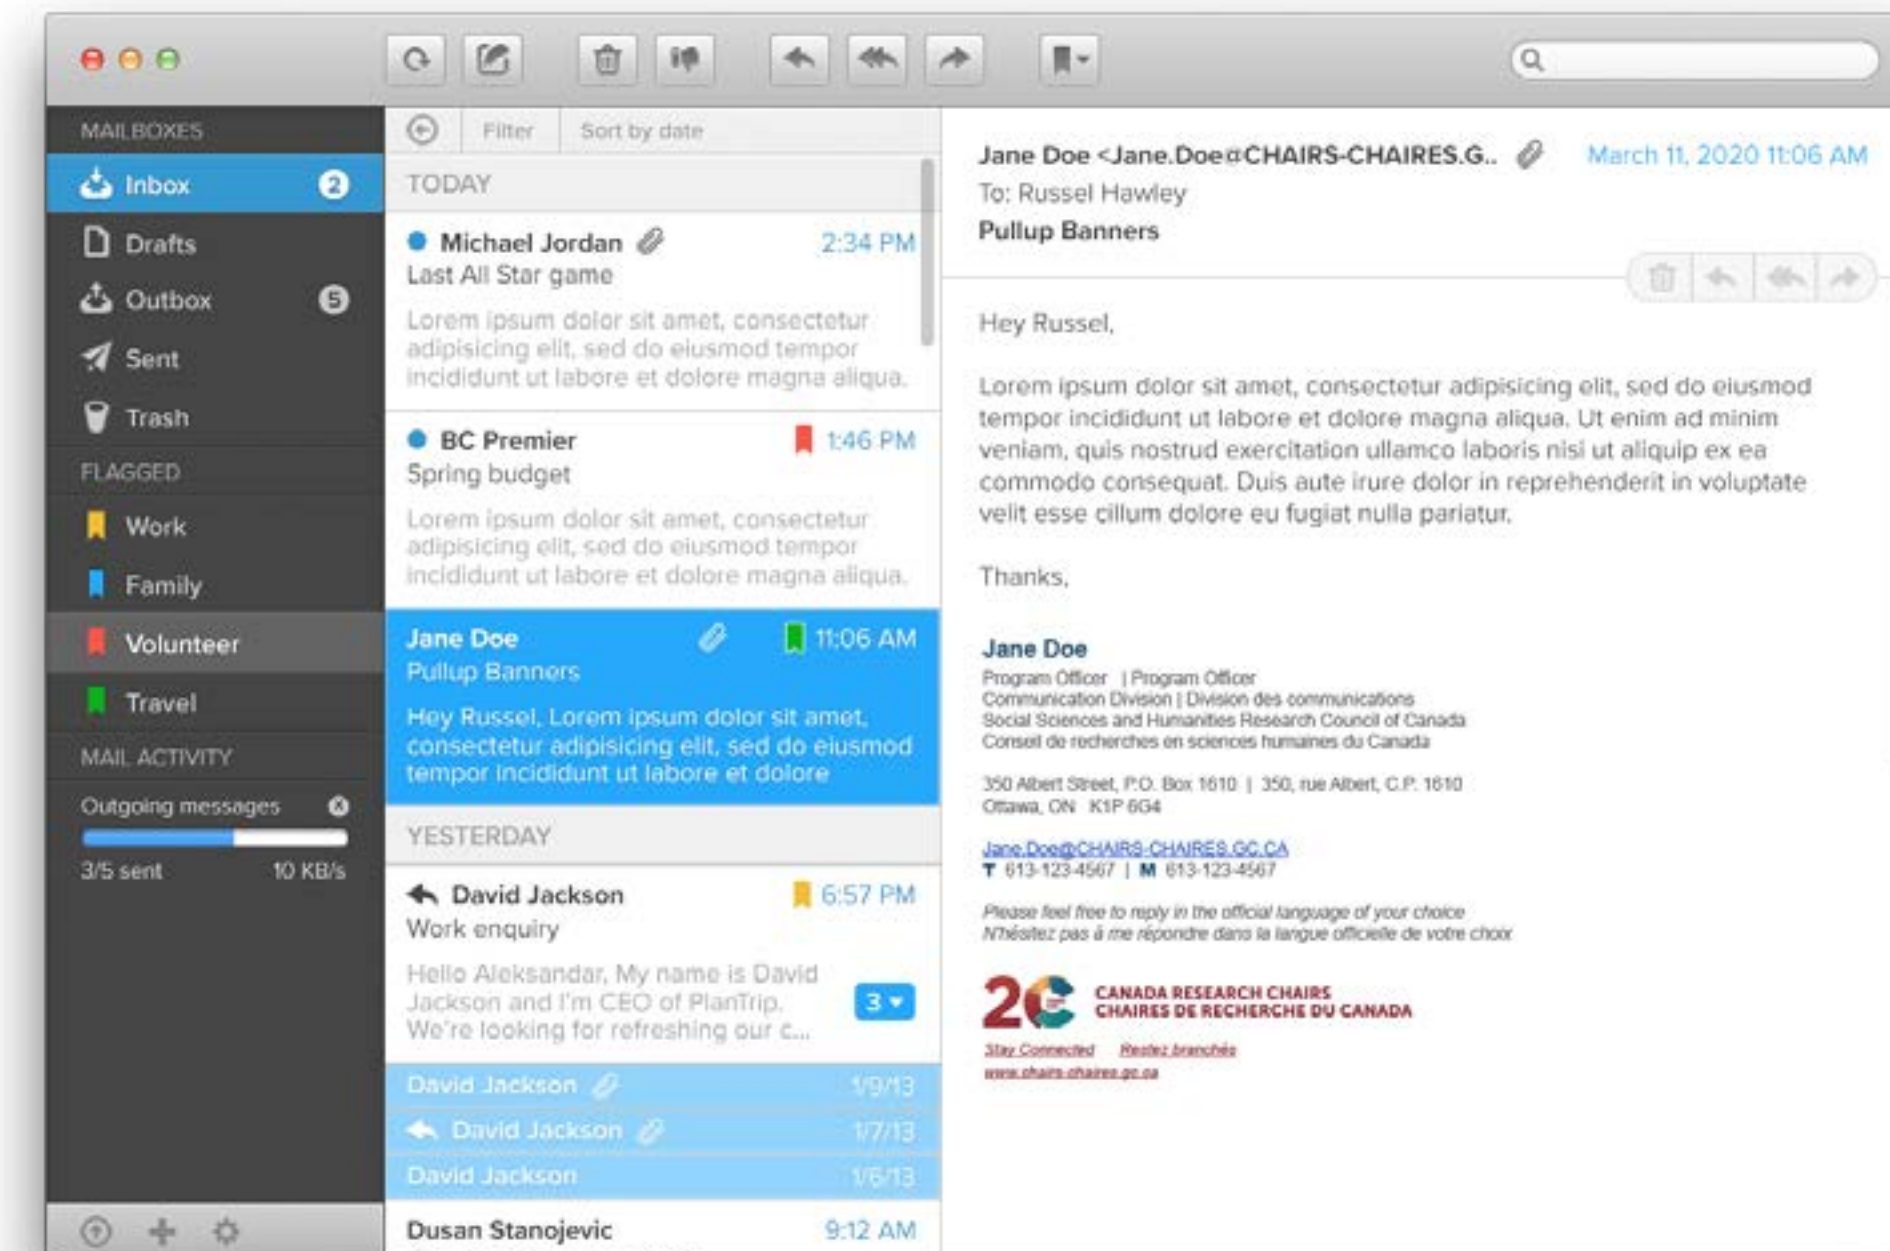 MAILBOXES
Inbox 2
Drafts
Outbox 5
Sent
Trash
FLAGGED
Work
Family
Volunteer
Travel
MAIL ACTIVITY
Outgoing messages
3/5 sent 10 KB/s
Filter Sort by date
TODAY
Michael Jordan 2:34 PM
Last All Star game
Lorem ipsum dolor sit amet, consectetur
adipisicing elit, sed do eiusmod tempor
incididunt ut labore et dolore magna aliqua.
BC Premier 1:46 PM
Spring budget
Lorem ipsum dolor sit amet, consectetur
adipisicing elit, sed do eiusmod tempor
incididunt ut labore et dolore magna aliqua.
Jane Doe 11:06 AM
Pullup Banners
Hey Russel, Lorem ipsum dolor sit amet,
consectetur adipisicing elit, sed do eiusmod
tempor incididunt ut labore et dolore
YESTERDAY
David Jackson 6:57 PM
Work enquiry
Hello Aleksandar, My name is David
Jackson and I'm CEO of PlanTrip.
We're looking for refreshing our c...
3
David Jackson 1/9/13
David Jackson 1/7/13
David Jackson 1/6/13
Dusan Stanojevic 9:12 AM
Jane Doe <Jane.Doe@CHAIRS-CHAIRES.G.. March 11, 2020 11:06 AM
To: Russel Hawley
Pullup Banners
Hey Russel,
Lorem ipsum dolor sit amet, consectetur adipisicing elit, sed do eiusmod
tempor incididunt ut labore et dolore magna aliqua. Ut enim ad minim
veniam, quis nostrud exercitation ullamco laboris nisi ut aliquip ex ea
commodo consequat. Duis aute irure dolor in reprehenderit in voluptate
velit esse cillum dolore eu fugiat nulla pariatur.
Thanks,
Jane Doe
Program Officer | Program Officer
Communication Division | Division des communications
Social Sciences and Humanities Research Council of Canada
Conseil de recherches en sciences humaines du Canada
350 Albert Street, P.O. Box 1610 | 350, rue Albert, C.P. 1610
Ottawa, ON K1P 6G4
Jane.Doe@CHAIRS-CHAIRES.GC.CA
T 613-123-4567 | M 613-123-4567
Please feel free to reply in the official language of your choice
N'hésitez pas à me répondre dans la langue officielle de votre choix
20 CANADA RESEARCH CHAIRS
CHAIRES DE RECHERCHE DU CANADA
Stay Connected Restez branchés
www.chairs-chaires.gc.ca